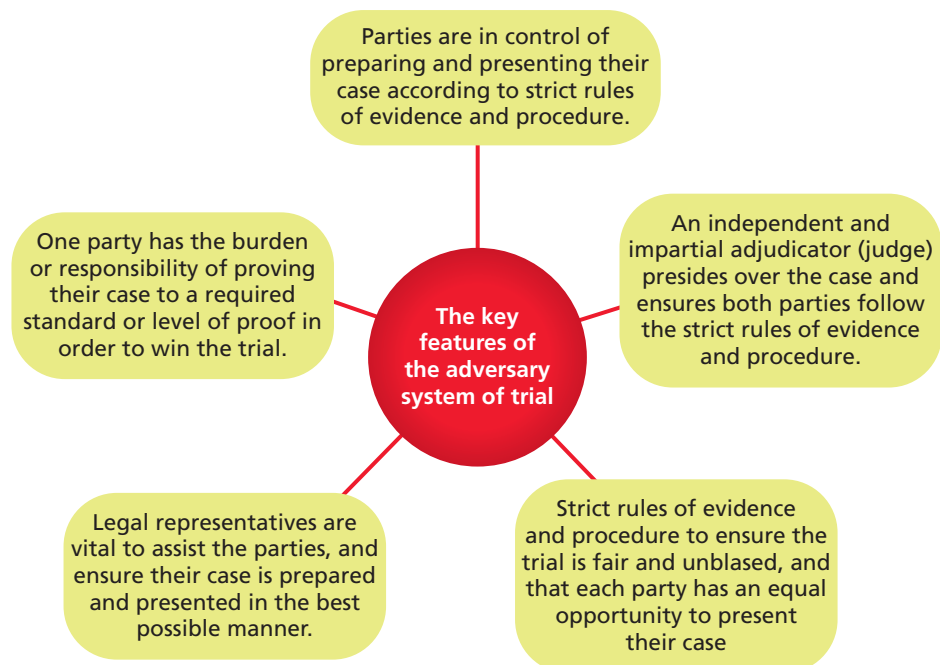 Parties are in control of
preparing and presenting their
case according to strict rules
of evidence and procedure.
One party has the burden
or responsibility of proving
their case to a required
standard or level of proof in
order to win the trial.
An independent and
impartial adjudicator (judge)
presides over the case and
ensures both parties follow
the strict rules of evidence
and procedure.
The key
features of
the adversary
system of trial
Legal representatives are
vital to assist the parties, and
ensure their case is prepared
and presented in the best
possible manner.
Strict rules of evidence
and procedure to ensure the
trial is fair and unblased, and
that each party has an equal
opportunity to present
their case